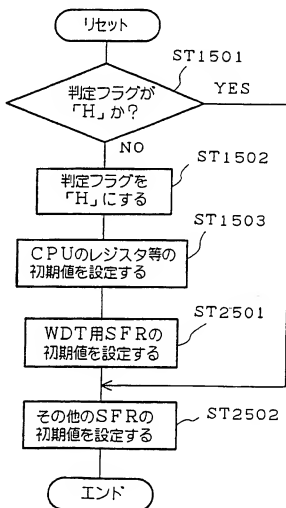 リセット
ST1501
判定フラグが
「H」か?
YES
NO
ST1502
判定フラグを
「H」にする
ST1503
CPUのレジスタ等の
初期値を設定する
ST2501
WDT用SFRの
初期値を設定する
その他のSFRの
初期値を設定する
ST2502
エンド